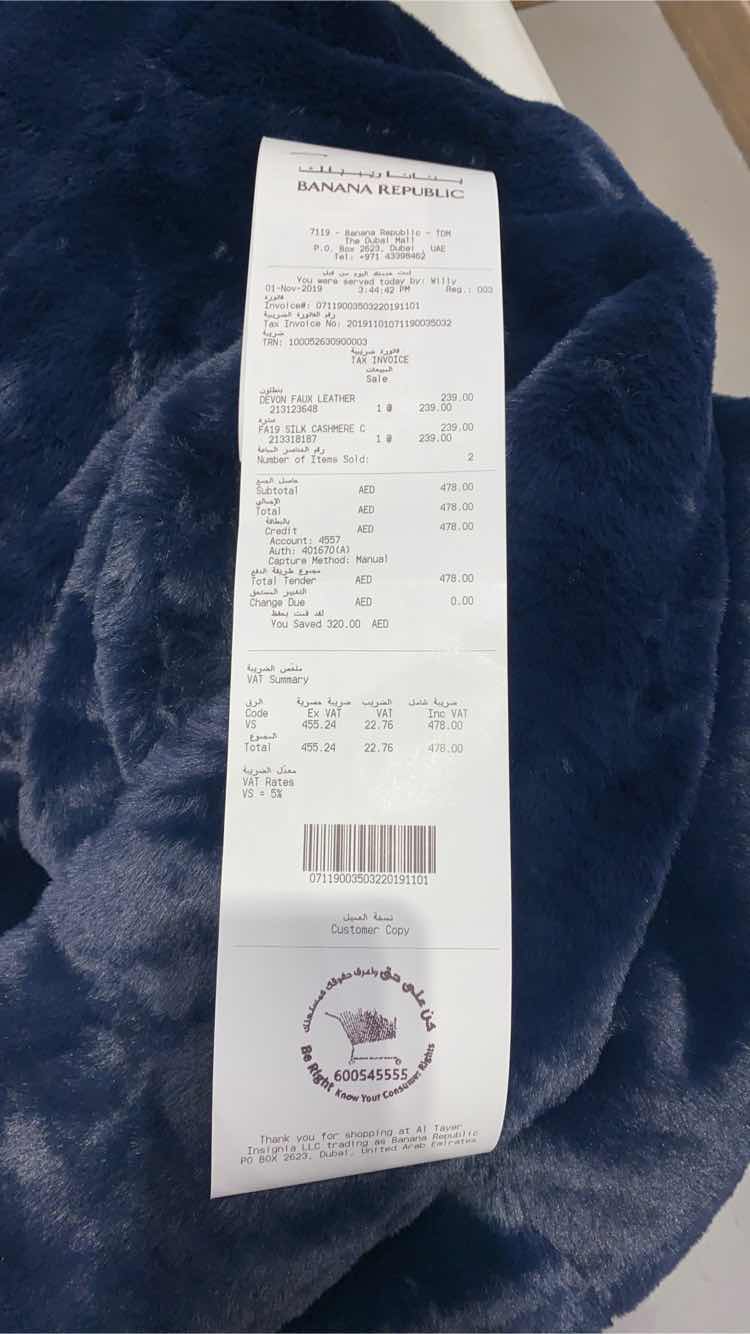 بنانا ريببلك
BANANA REPUBLIC
7119 - Banana Republic - TDM
The Dubai Mall
P.O. Box 2623, Dubai , UAE
Tel: +971 43398462
تمت خدمتك اليوم من قبل
You were served today by: Willy
01-Nov-2019 3:44:42 PM Reg.: 003
فاتورة
Invoice#: 07119003503220191101
رقم الفاتورة الضريبية
Tax Invoice No: 20191101071190035032
ضريبة
TRN: 100052630900003
فاتورة ضريبية
TAX INVOICE
المبيعات
Sale
بنطلون
DEVON FAUX LEATHER 239.00
213123648 1 @ 239.00
سترة
FA19 SILK CASHMERE C 239.00
213318187 1 @ 239.00
رقم العناصر المباعة
Number of Items Sold: 2
حاصل الجمع
Subtotal AED 478.00
الإجمالي
Total AED 478.00
بالبطاقة
Credit AED 478.00
Account: 4557
Auth: 401670(A)
Capture Method: Manual
مجموع طريقة الدفع
Total Tender AED 478.00
التغيير المستحق
Change Due AED 0.00
لقد قمت بحفظ
You Saved 320.00 AED
ملخص الضريبة
VAT Summary
الرق ضريبة حصرية الضريب ضريبة شامل
Code Ex VAT VAT Inc VAT
VS 455.24 22.76 478.00
المجموع
Total 455.24 22.76 478.00
معدّل الضريبة
VAT Rates
VS = 5%
07119003503220191101
نسخة العميل
Customer Copy
كن على حق واعرف حقوقك كمستهلك
600545555
Be Right Know Your Consumer Rights
Thank you for shopping at Al Tayer
Insignia LLC trading as Banana Republic
PO BOX 2623, Dubai, United Arab Emirates